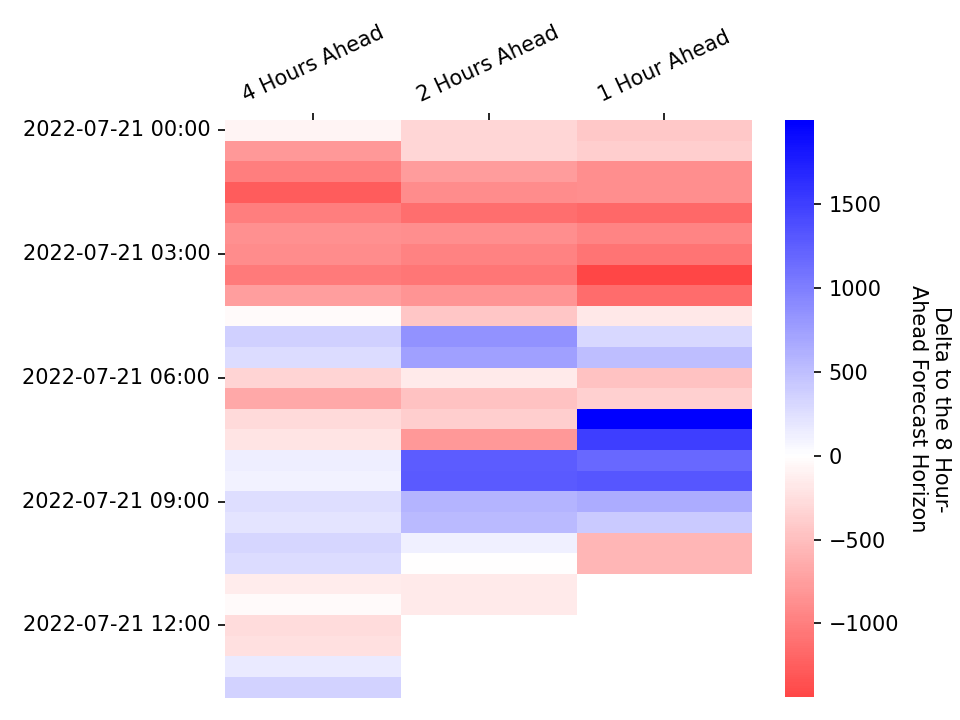 4 Hours Ahead
2 Hours Ahead
1 Hour Ahead
2022-07-21 00:00
2022-07-21 03:00
2022-07-21 06:00
2022-07-21 09:00
2022-07-21 12:00
1500
1000
500
0
−500
−1000
Delta to the 8 Hour-
Ahead Forecast Horizon